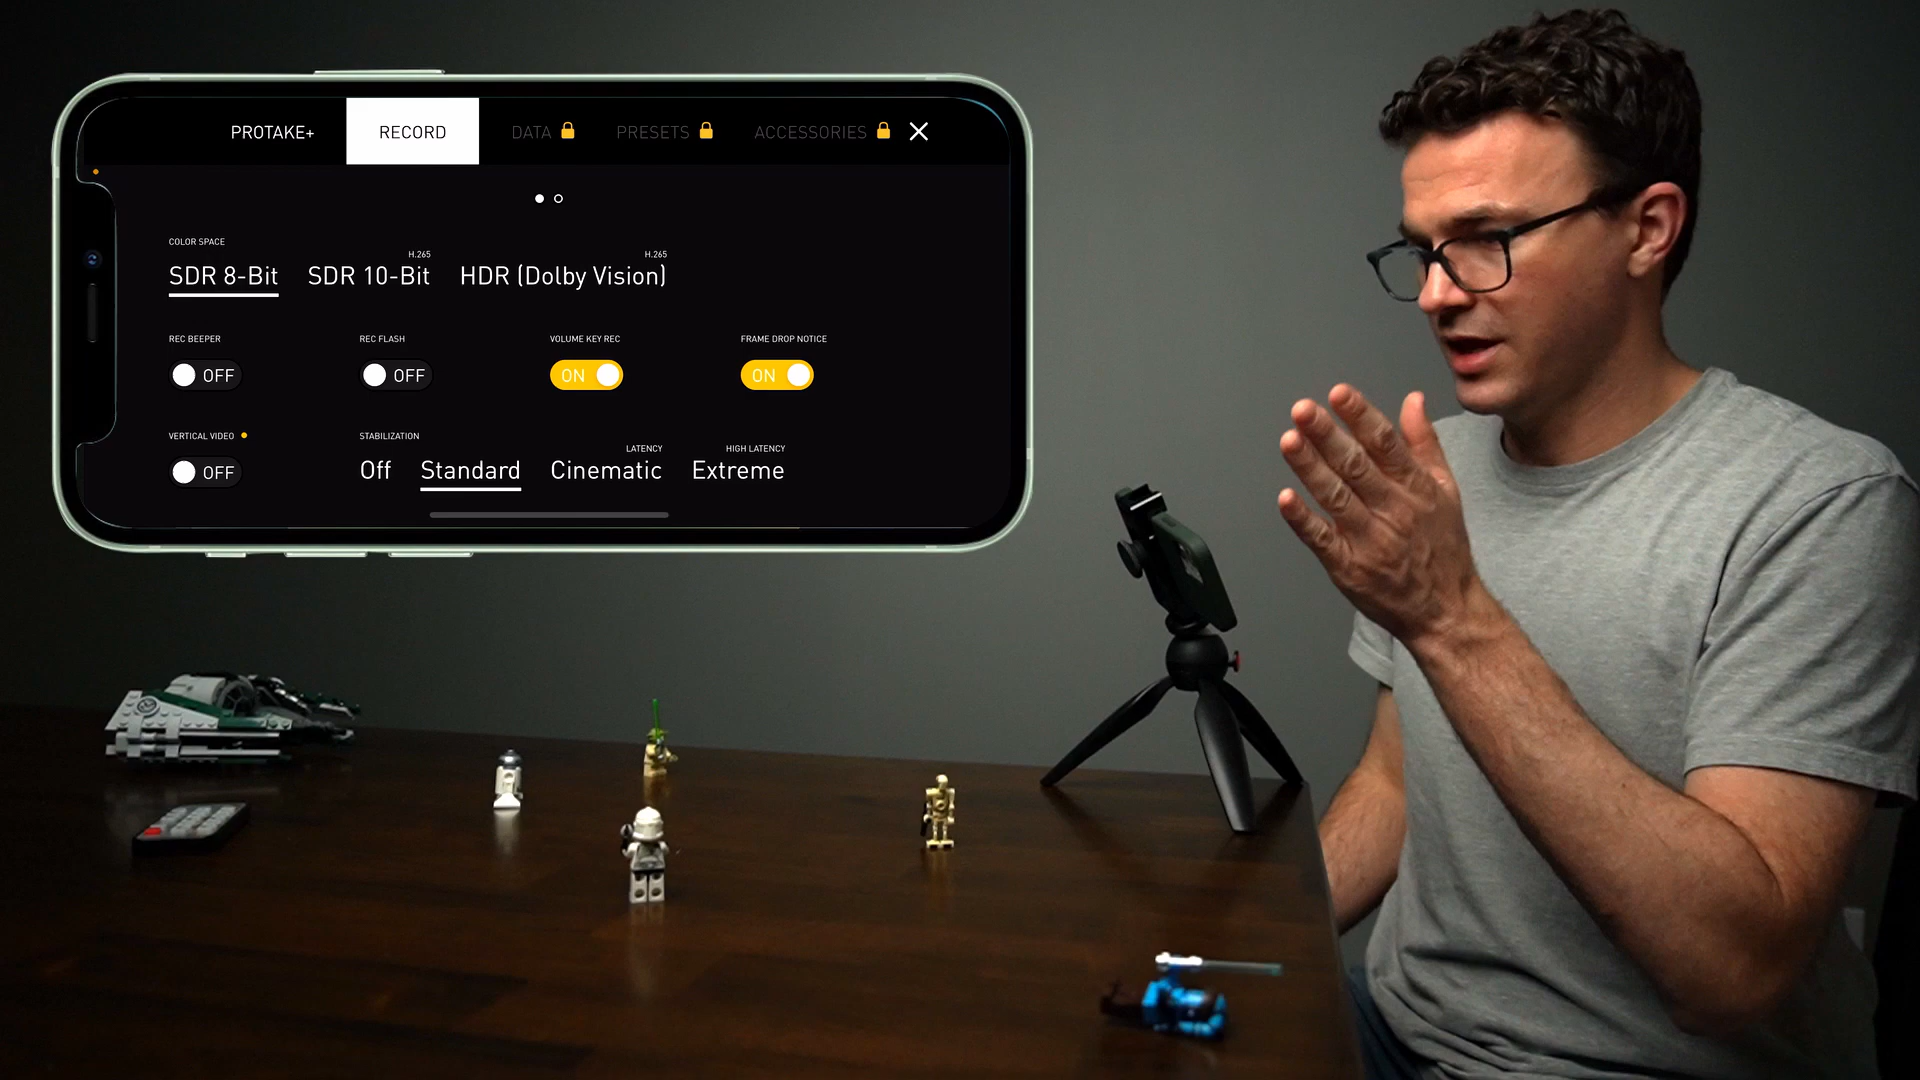 PROTAKE+ RECORD DATA PRESETS ACCESSORIES
COLOR SPACE
H.265 H.265
SDR 8-Bit SDR 10-Bit HDR (Dolby Vision)
REC BEEPER REC FLASH VOLUME KEY REC FRAME DROP NOTICE
OFF OFF ON ON
VERTICAL VIDEO STABILIZATION
LATENCY HIGH LATENCY
OFF Off Standard Cinematic Extreme